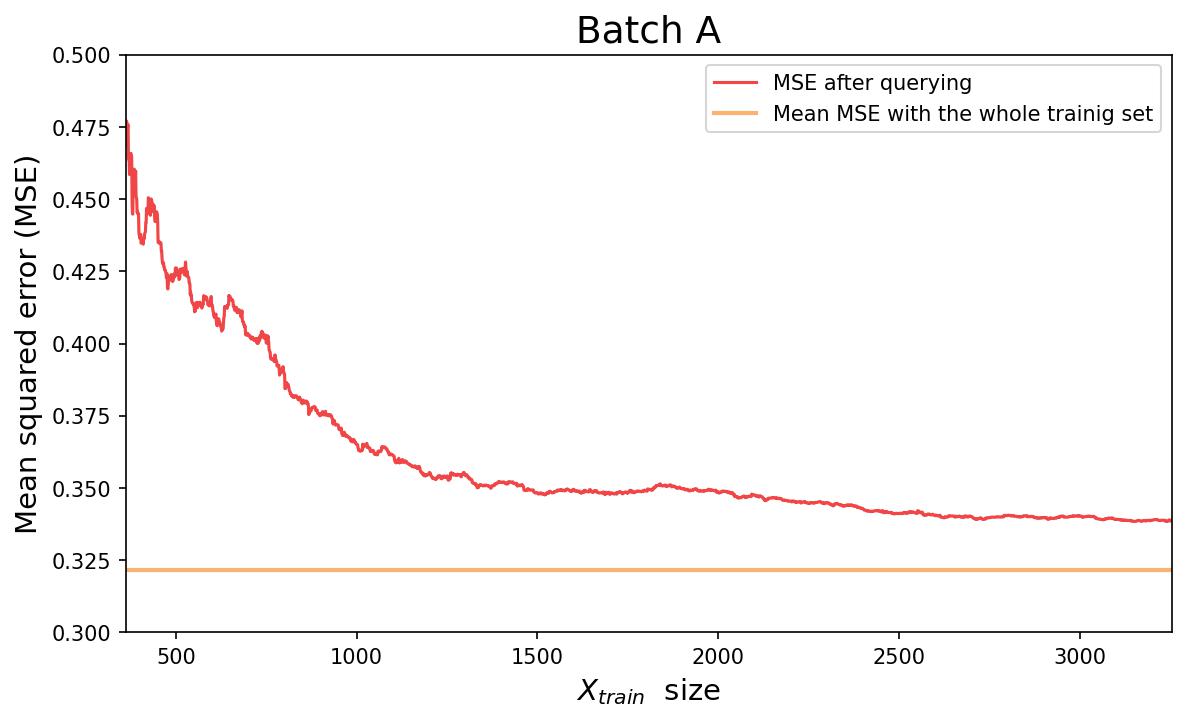 Batch A
MSE after querying
Mean MSE with the whole trainig set
Mean squared error (MSE)
0.500
0.475
0.450
0.425
0.400
0.375
0.350
0.325
0.300
500 1000 1500 2000 2500 3000
X_train size